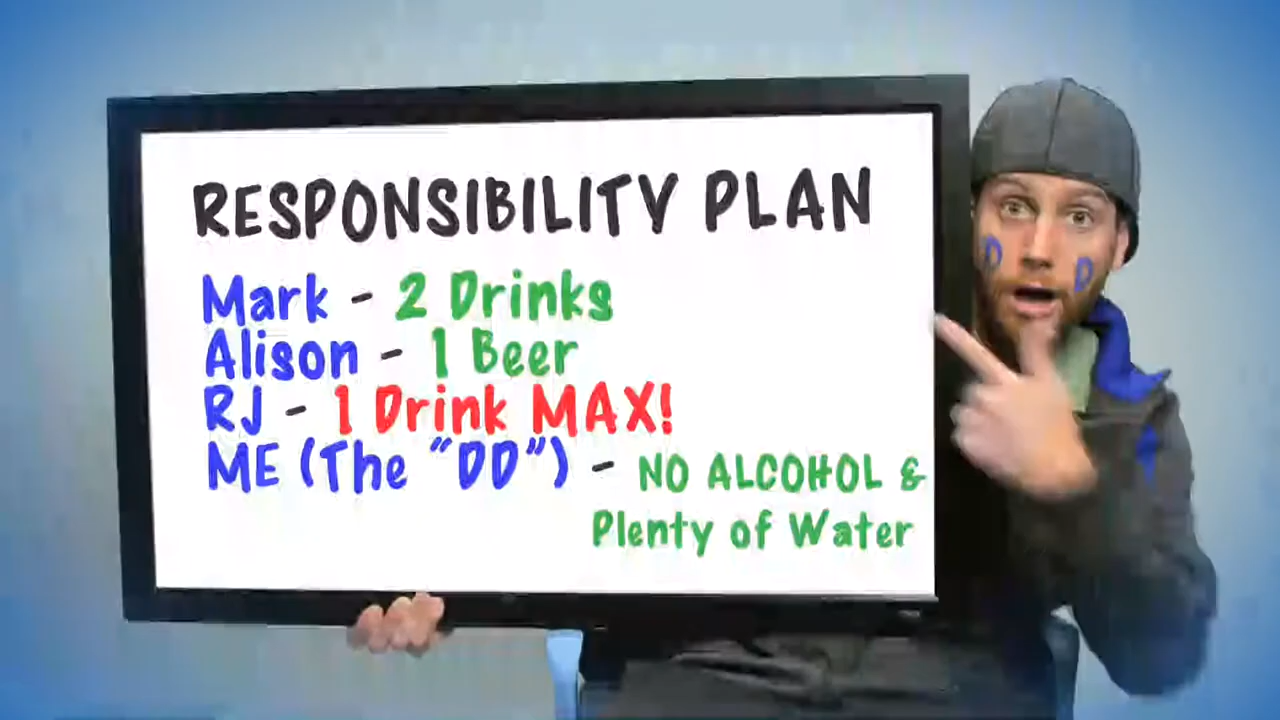 RESPONSIBILITY PLAN
Mark - 2 Drinks
Alison - 1 Beer
RJ - 1 Drink MAX!
ME (The "DD") - NO ALCOHOL &
Plenty of Water
D D